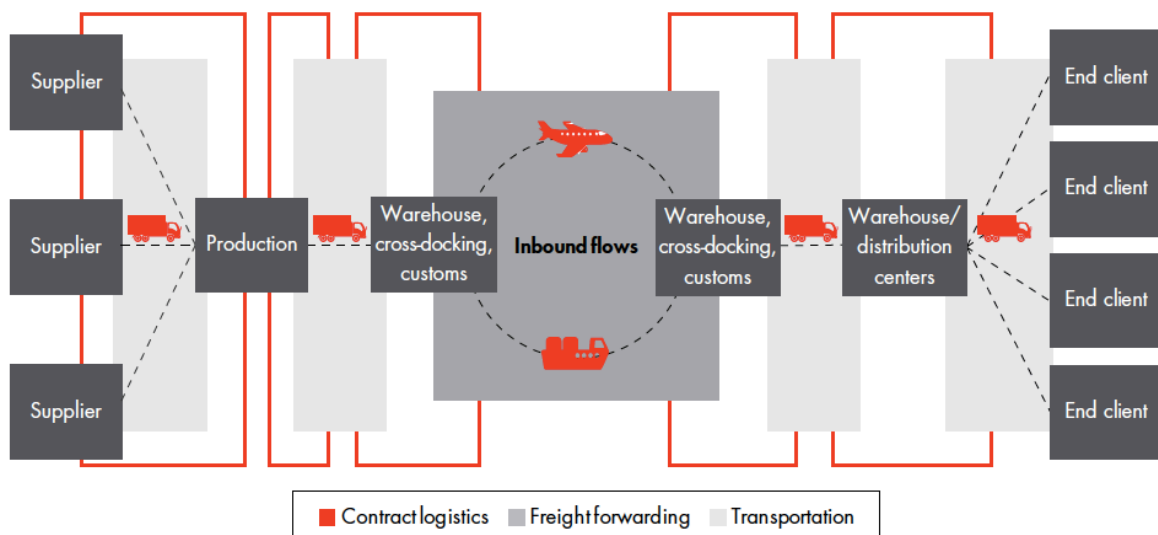 Supplier
Supplier
Supplier
Production
Warehouse,
cross-docking,
customs
Inbound flows
Warehouse,
cross-docking,
customs
Warehouse/
distribution
centers
End client
End client
End client
End client
Contract logistics
Freight forwarding
Transportation